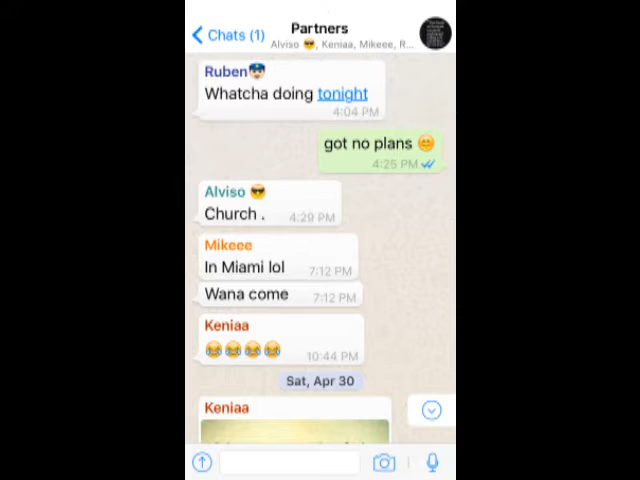 Chats (1)
Partners
Alviso 😎, Keniaa, Mikeee, R...
Ruben👮🏻
Whatcha doing tonight
4:04 PM
got no plans 😊
4:25 PM
Alviso 😎
Church .
4:29 PM
Mikeee
In Miami lol
7:12 PM
Wana come
7:12 PM
Keniaa
😂😂😂😂
10:44 PM
Sat, Apr 30
Keniaa